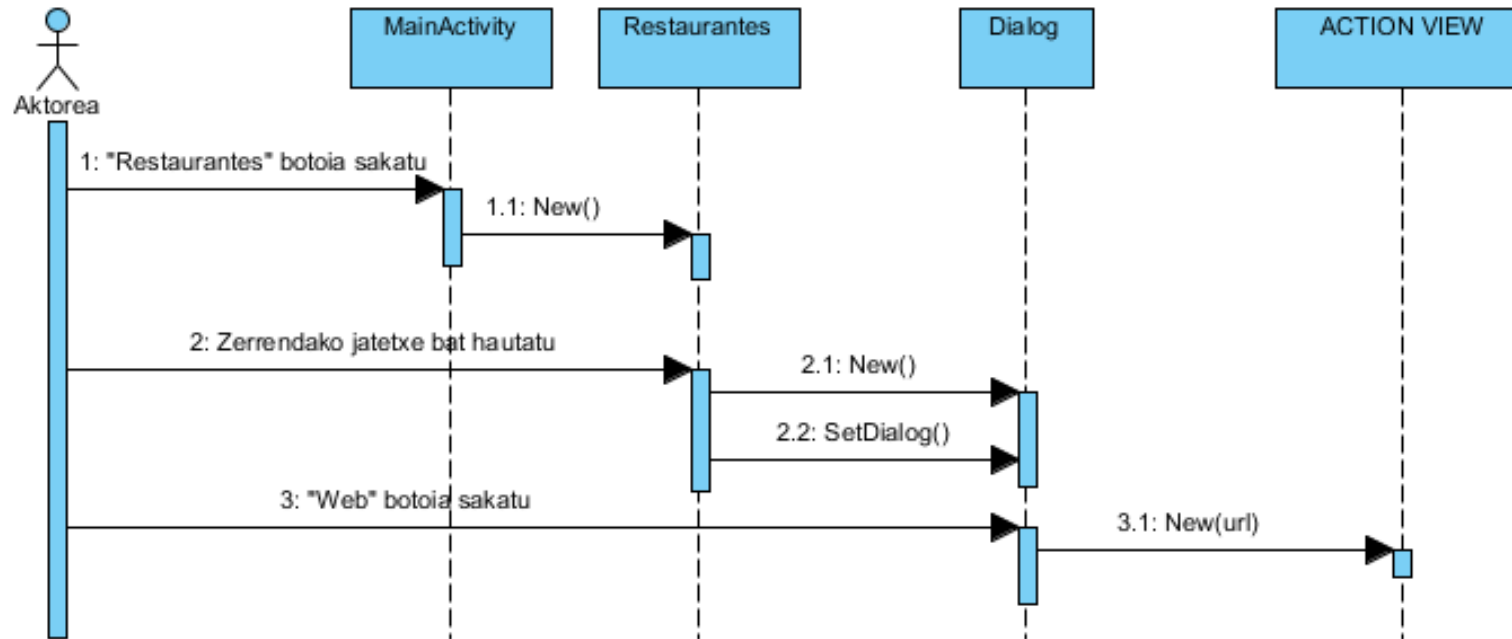 MainActivity
Restaurantes
Dialog
ACTION VIEW
Aktorea
1: "Restaurantes" botoia sakatu
1.1: New()
2: Zerrendako jatetxe bat hautatu
2.1: New()
2.2: SetDialog()
3: "Web" botoia sakatu
3.1: New(url)